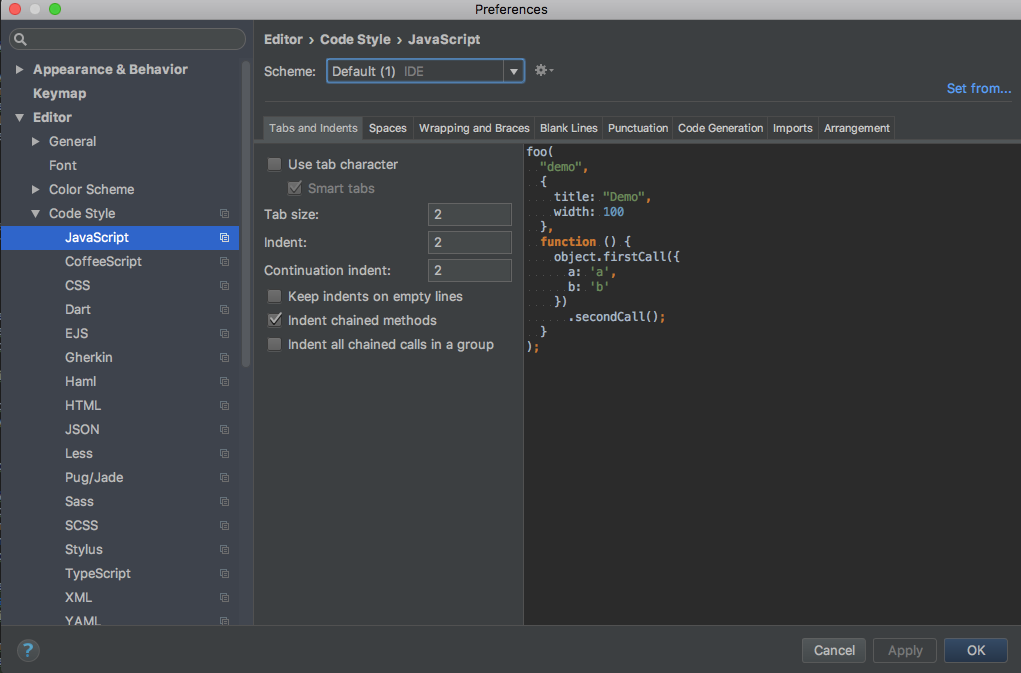 Preferences
Appearance & Behavior
Keymap
Editor
General
Font
Color Scheme
Code Style
JavaScript
CoffeeScript
CSS
Dart
EJS
Gherkin
Haml
HTML
JSON
Less
Pug/Jade
Sass
SCSS
Stylus
TypeScript
XML
YAML
?
Editor › Code Style › JavaScript
Scheme: Default (1) IDE
Set from...
Tabs and Indents Spaces Wrapping and Braces Blank Lines Punctuation Code Generation Imports Arrangement
Use tab character
Smart tabs
Tab size: 2
Indent: 2
Continuation indent: 2
Keep indents on empty lines
Indent chained methods
Indent all chained calls in a group
foo(
  "demo",
  {
    title: "Demo",
    width: 100
  },
  function () {
    object.firstCall({
      a: 'a',
      b: 'b'
    })
      .secondCall();
  }
);
Cancel Apply OK